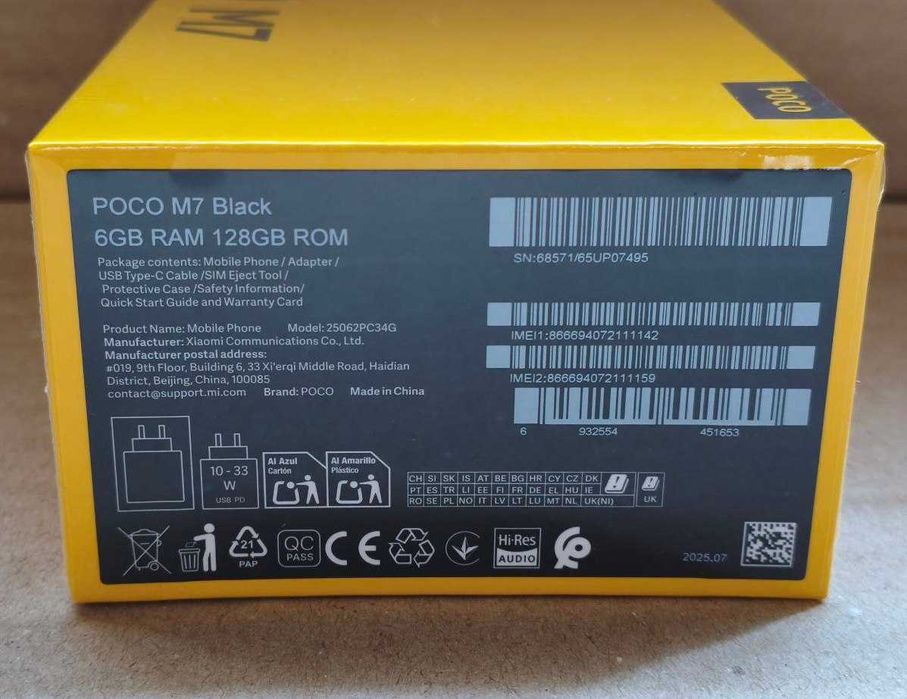 M7
POCO
POCO M7 Black
6GB RAM 128GB ROM
Package contents: Mobile Phone / Adapter /
USB Type-C Cable /SIM Eject Tool /
Protective Case /Safety Information/
Quick Start Guide and Warranty Card
Product Name: Mobile Phone Model: 25062PC34G
Manufacturer: Xiaomi Communications Co., Ltd.
Manufacturer postal address:
#019, 9th Floor, Building 6, 33 Xi'erqi Middle Road, Haidian
District, Beijing, China, 100085
contact@support.mi.com Brand: POCO Made in China
SN:68571/65UP07495
IMEI1:866694072111142
IMEI2:866694072111159
6 932554 451653
10 - 33
W
USB PD
Al Azul
Cartón
Al Amarillo
Plástico
CH SI SK IS AT BE BG HR CY CZ DK
PT ES TR LI EE FI FR DE EL HU IE
RO SE PL NO IT LV LT LU MT NL UK(NI)
UK
21
PAP
QC
PASS
CE
Hi-Res
AUDIO
2025.07